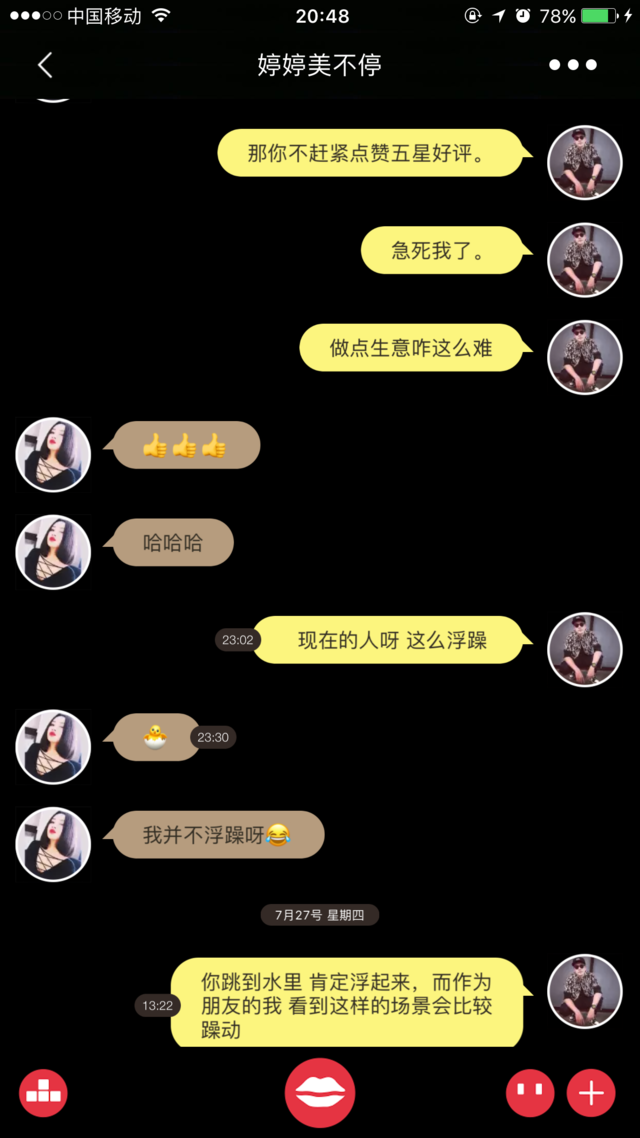 中国移动 20:48 78%
婷婷美不停
那你不赶紧点赞五星好评。
急死我了。
做点生意咋这么难
👍👍👍
哈哈哈
23:02 现在的人呀 这么浮躁
🐣 23:30
我并不浮躁呀😂
7月27号 星期四
你跳到水里 肯定浮起来，而作为
13:22 朋友的我 看到这样的场景会比较
躁动